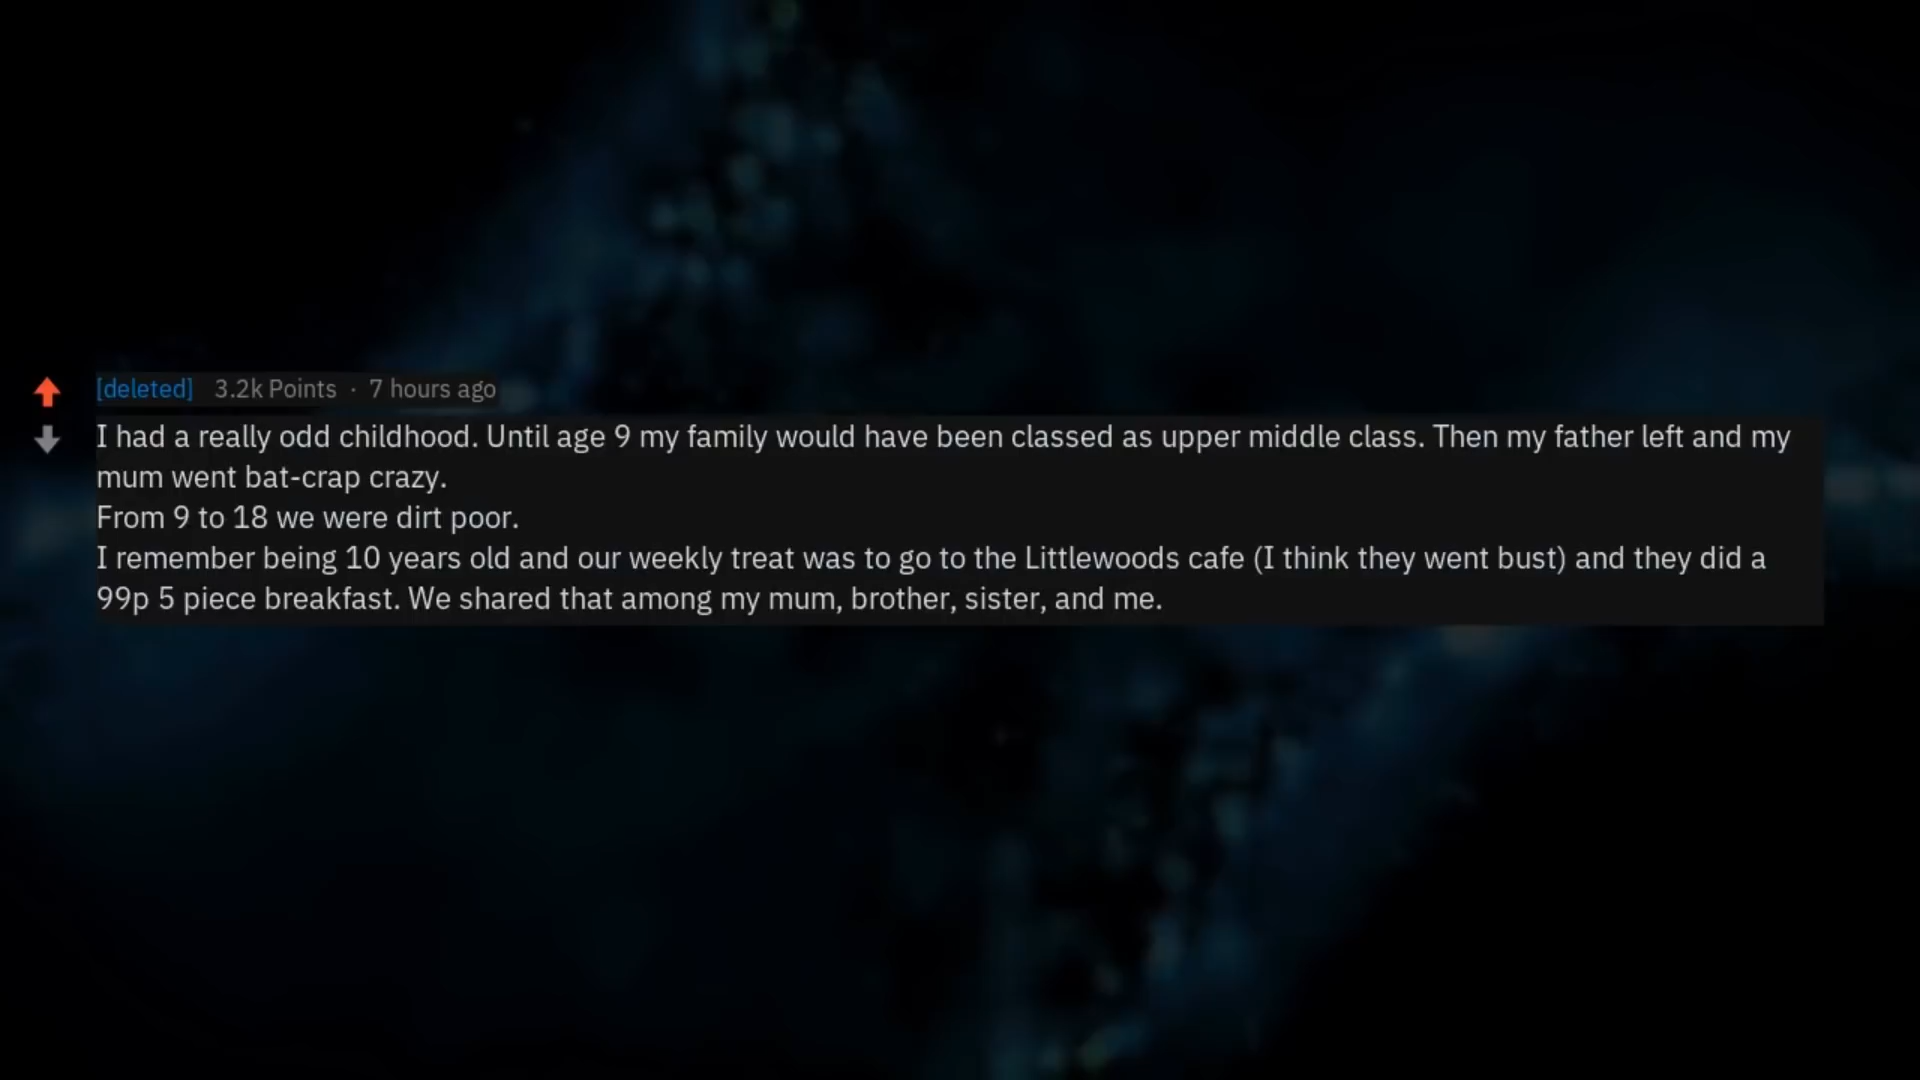 [deleted] 3.2k Points · 7 hours ago
I had a really odd childhood. Until age 9 my family would have been classed as upper middle class. Then my father left and my
mum went bat-crap crazy.
From 9 to 18 we were dirt poor.
I remember being 10 years old and our weekly treat was to go to the Littlewoods cafe (I think they went bust) and they did a
99p 5 piece breakfast. We shared that among my mum, brother, sister, and me.